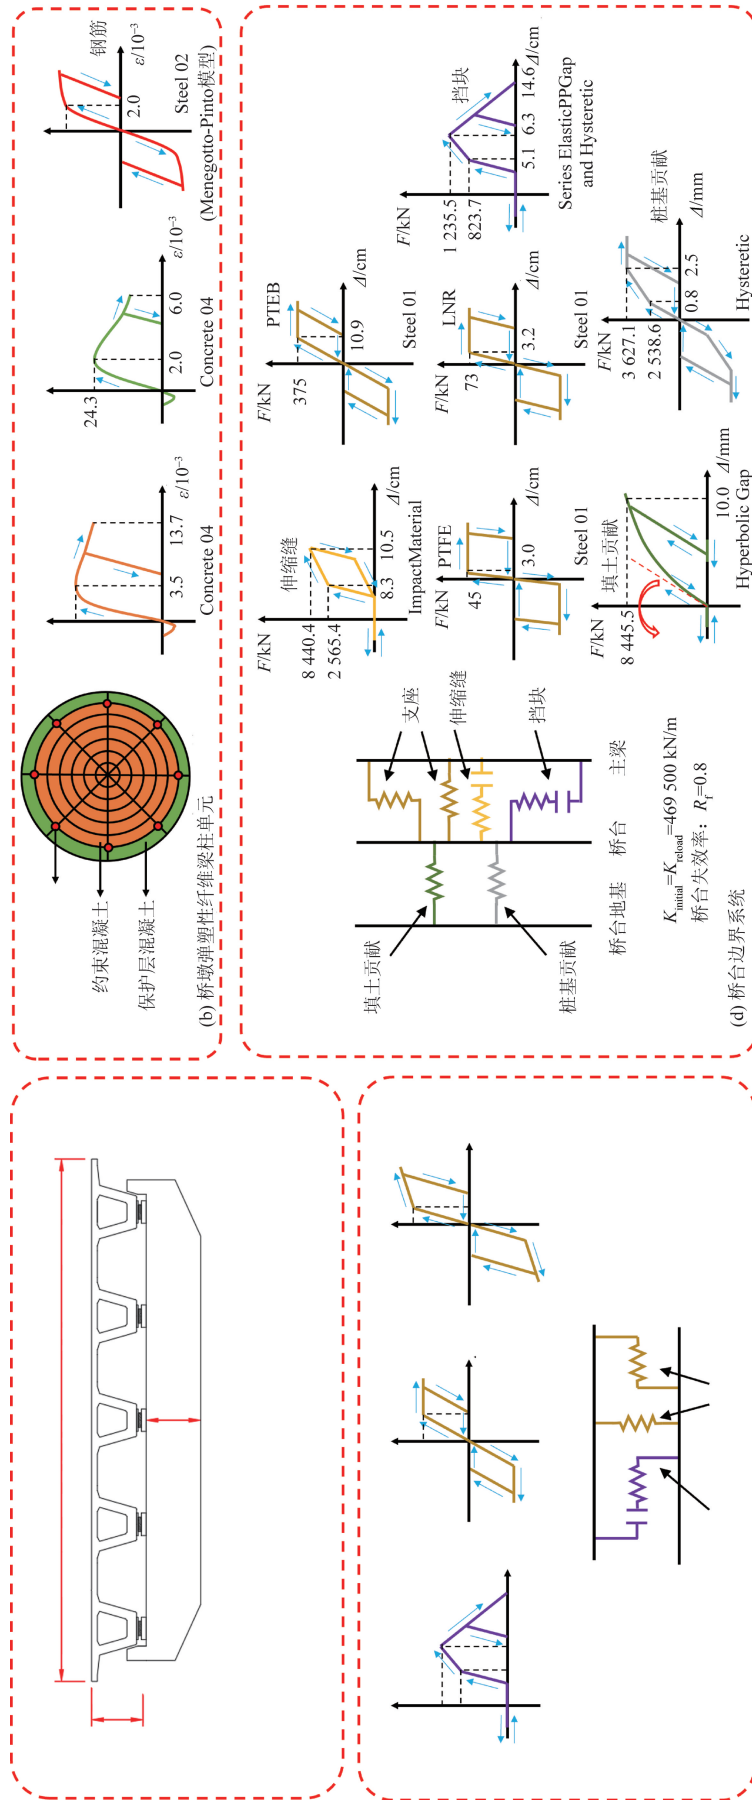 约束混凝土
保护层混凝土
(b) 桥墩弹塑性纤维梁柱单元
3.5
13.7
ε/10⁻³
Concrete 04
24.3
2.0
6.0
ε/10⁻³
Concrete 04
钢筋
2.0
ε/10⁻³
Steel 02
(Menegotto-Pinto模型)
填土贡献
桩基贡献
支座
伸缩缝
挡块
桥台地基
桥台
主梁
K_initial=K_reload=469 500 kN/m
桥台失效率：R_f=0.8
(d) 桥台边界系统
F/kN
伸缩缝
8 440.4
2 565.4
8.3
10.5
Δ/cm
ImpactMaterial
F/kN
PTEB
375
10.9
Δ/cm
Steel 01
F/kN
挡块
1 235.5
823.7
5.1
6.3
14.6
Δ/cm
Series ElasticPPGap
and Hysteretic
F/kN
PTFE
45
3.0
Δ/cm
Steel 01
F/kN
LNR
73
3.2
Δ/cm
Steel 01
F/kN
填土贡献
8 445.5
10.0
Δ/mm
Hyperbolic Gap
F/kN
桩基贡献
3 627.1
2 538.6
0.8
2.5
Δ/mm
Hysteretic